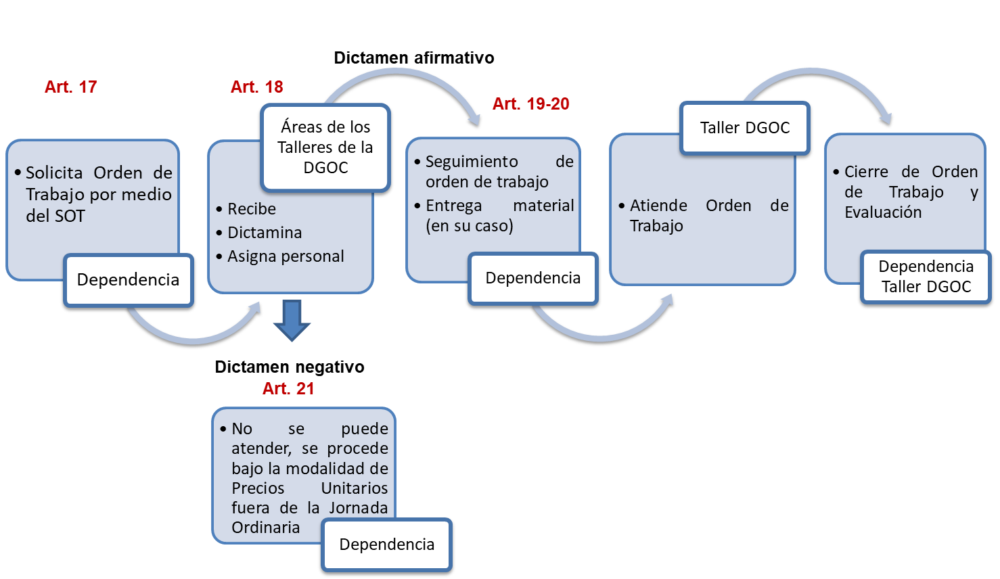 Art. 17
• Solicita Orden de
Trabajo por medio
del SOT
Dependencia
Art. 18
Áreas de los
Talleres de la
DGOC
• Recibe
• Dictamina
• Asigna personal
Dictamen afirmativo
Art. 19-20
• Seguimiento de
orden de trabajo
• Entrega material
(en su caso)
Dependencia
Taller DGOC
• Atiende Orden de
Trabajo
• Cierre de Orden
de Trabajo y
Evaluación
Dependencia
Taller DGOC
Dictamen negativo
Art. 21
• No se puede
atender, se procede
bajo la modalidad de
Precios Unitarios
fuera de la Jornada
Ordinaria
Dependencia